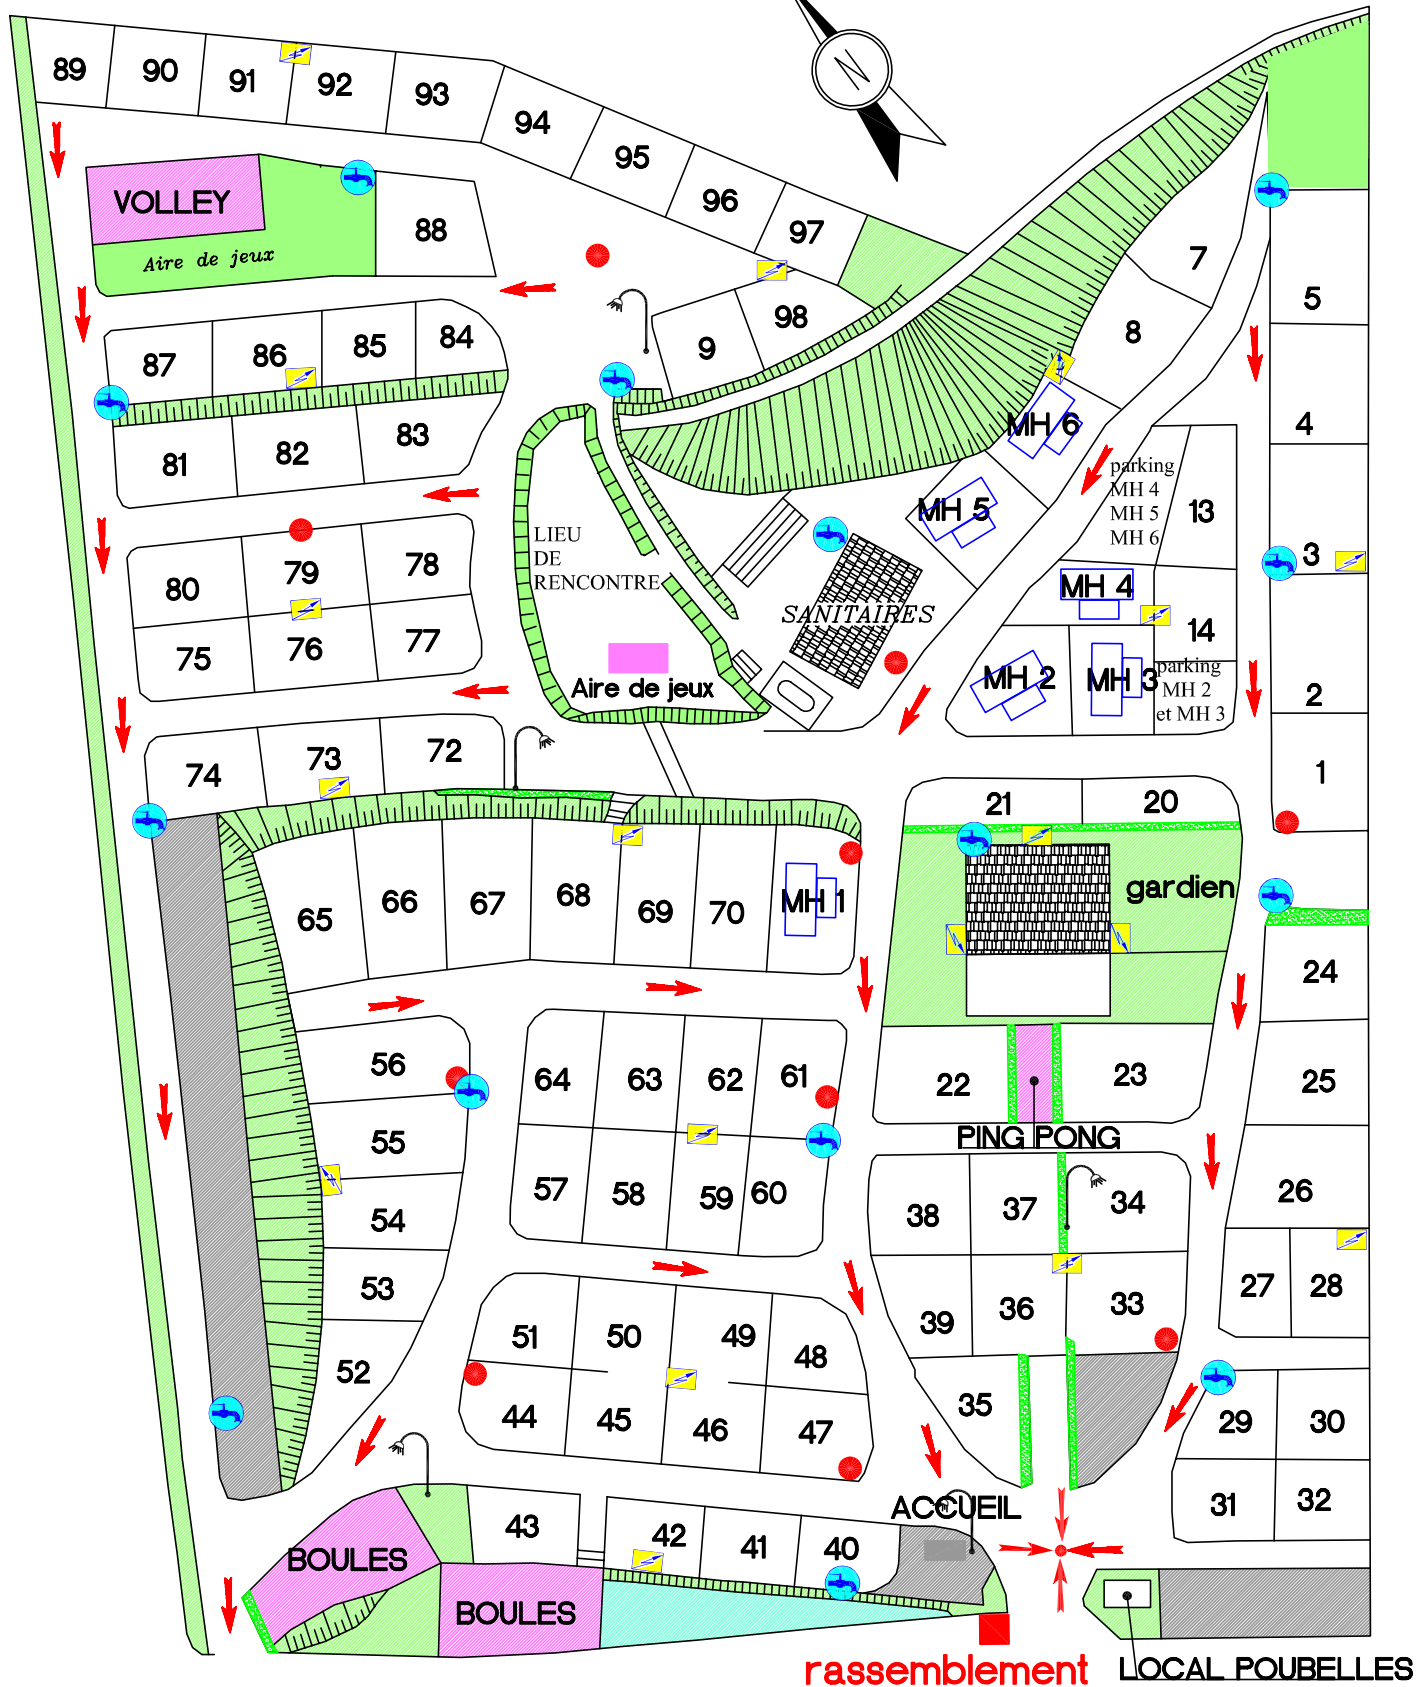 N
89 90 91 92 93 94 95 96 97
VOLLEY
Aire de jeux
88
7
5
8
9 98
87 86 85 84
4
MH 6
81 82 83
parking
MH 4
MH 5
MH 6
13
MH 5
3
LIEU
DE
RENCONTRE
80 79 78
MH 4
SANITAIRES
14
75 76 77
MH 2
MH 3
parking
MH 2
et MH 3
Aire de jeux
2
74 73 72
1
21 20
gardien
65 66 67 68 69 70 MH 1
24
56
64 63 62 61
22 23
25
PING PONG
55
57 58 59 60
54
38 37 34
26
53
27 28
39 36 33
51 50 49 48
52
35
44 45 46 47
29 30
31 32
ACCUEIL
43 42 41 40
BOULES
BOULES
rassemblement
LOCAL POUBELLES